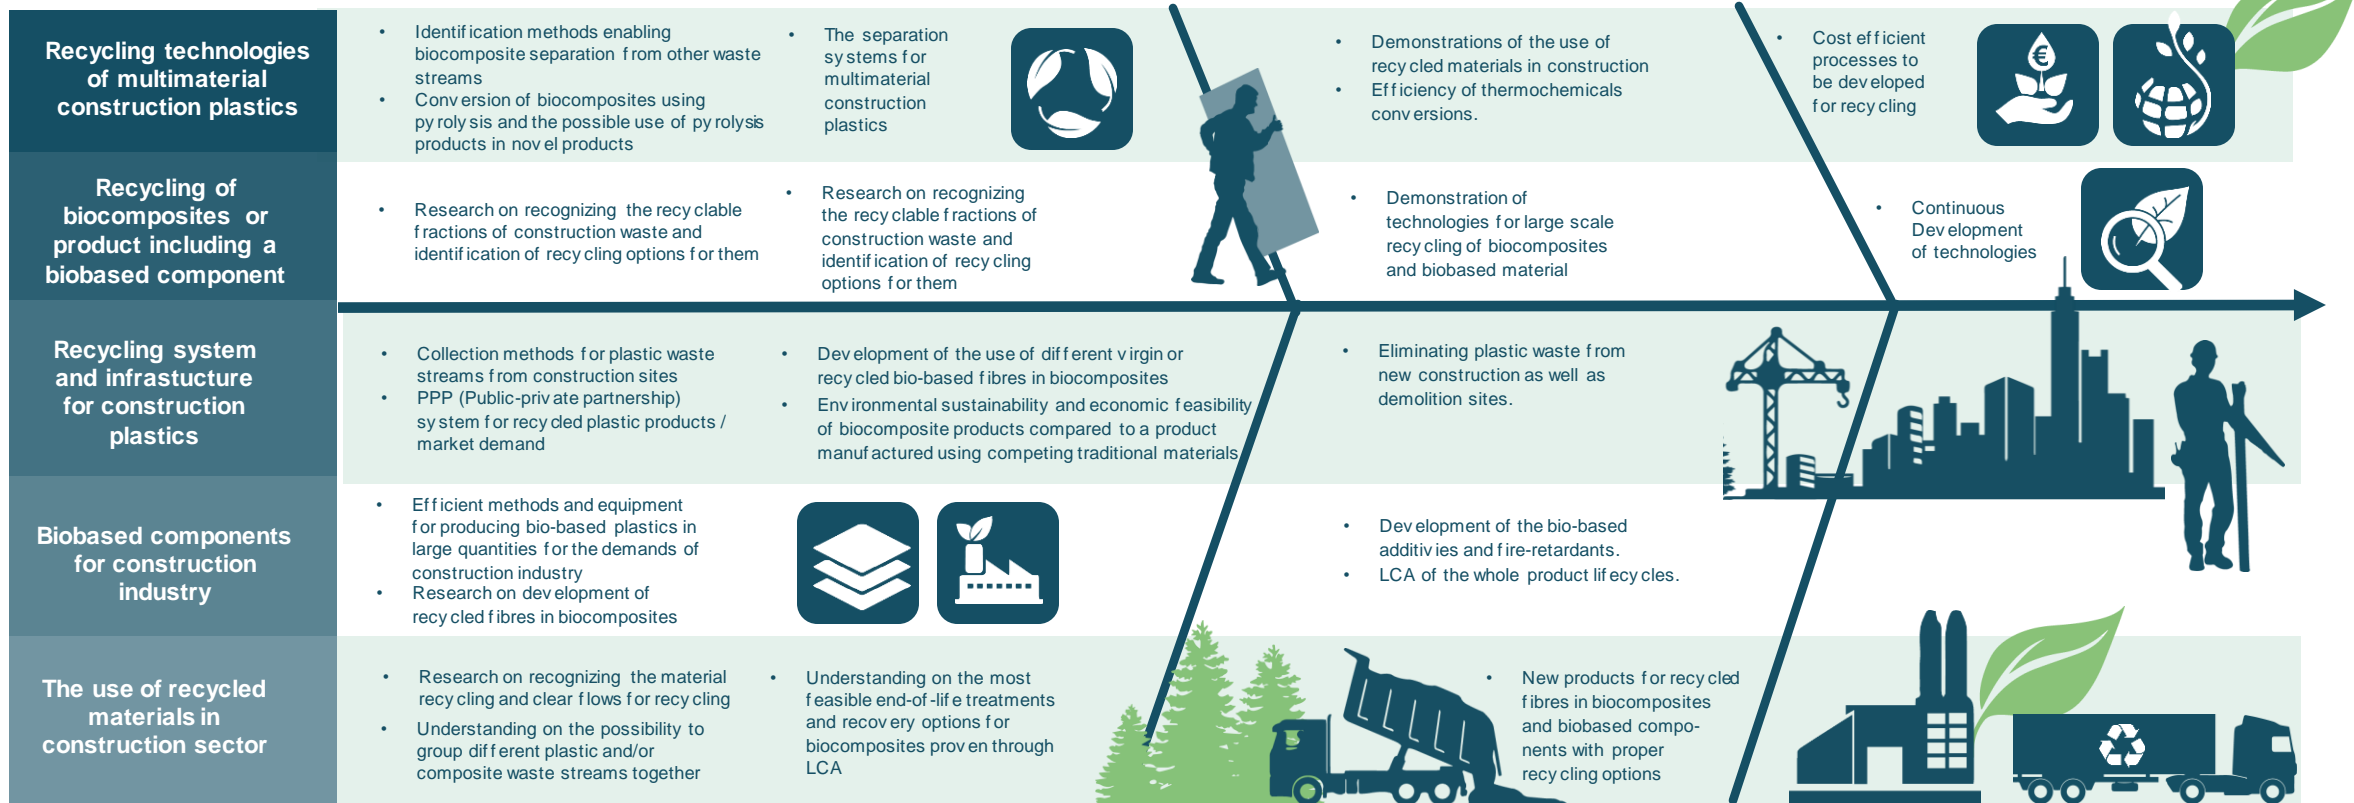 Recycling technologies
of multimaterial
construction plastics
• Identification methods enabling
biocomposite separation from other waste
streams
• Conversion of biocomposites using
pyrolysis and the possible use of pyrolysis
products in novel products
• The separation
systems for
multimaterial
construction
plastics
• Demonstrations of the use of
recycled materials in construction
• Efficiency of thermochemicals
conversions.
• Cost efficient
processes to
be developed
for recycling
€
Recycling of
biocomposites or
product including a
biobased component
• Research on recognizing the recyclable
fractions of construction waste and
identification of recycling options for them
• Research on recognizing
the recyclable fractions of
construction waste and
identification of recycling
options for them
• Demonstration of
technologies for large scale
recycling of biocomposites
and biobased material
• Continuous
Development
of technologies
Recycling system
and infrastucture
for construction
plastics
• Collection methods for plastic waste
streams from construction sites
• PPP (Public-private partnership)
system for recycled plastic products /
market demand
• Development of the use of different virgin or
recycled bio-based fibres in biocomposites
• Environmental sustainability and economic feasibility
of biocomposite products compared to a product
manufactured using competing traditional materials
• Eliminating plastic waste from
new construction as well as
demolition sites.
Biobased components
for construction
industry
• Efficient methods and equipment
for producing bio-based plastics in
large quantities for the demands of
construction industry
• Research on development of
recycled fibres in biocomposites
• Development of the bio-based
additivies and fire-retardants.
• LCA of the whole product lifecycles.
The use of recycled
materials in
construction sector
• Research on recognizing the material
recycling and clear flows for recycling
• Understanding on the possibility to
group different plastic and/or
composite waste streams together
• Understanding on the most
feasible end-of-life treatments
and recovery options for
biocomposites proven through
LCA
• New products for recycled
fibres in biocomposites
and biobased compo-
nents with proper
recycling options